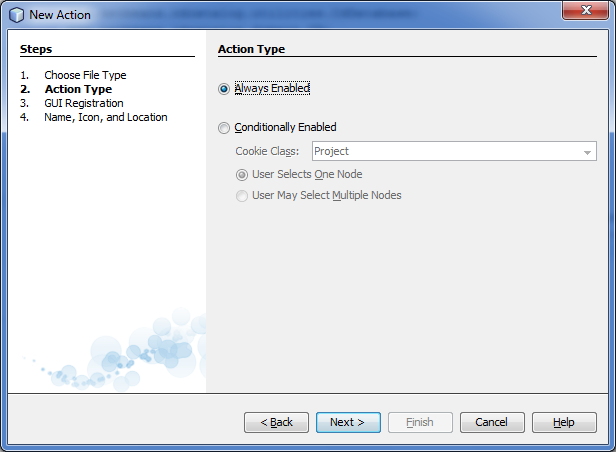 New Action
Steps
1. Choose File Type
2. Action Type
3. GUI Registration
4. Name, Icon, and Location
Action Type
Always Enabled
Conditionally Enabled
Cookie Class: Project
User Selects One Node
User May Select Multiple Nodes
< Back Next > Finish Cancel Help